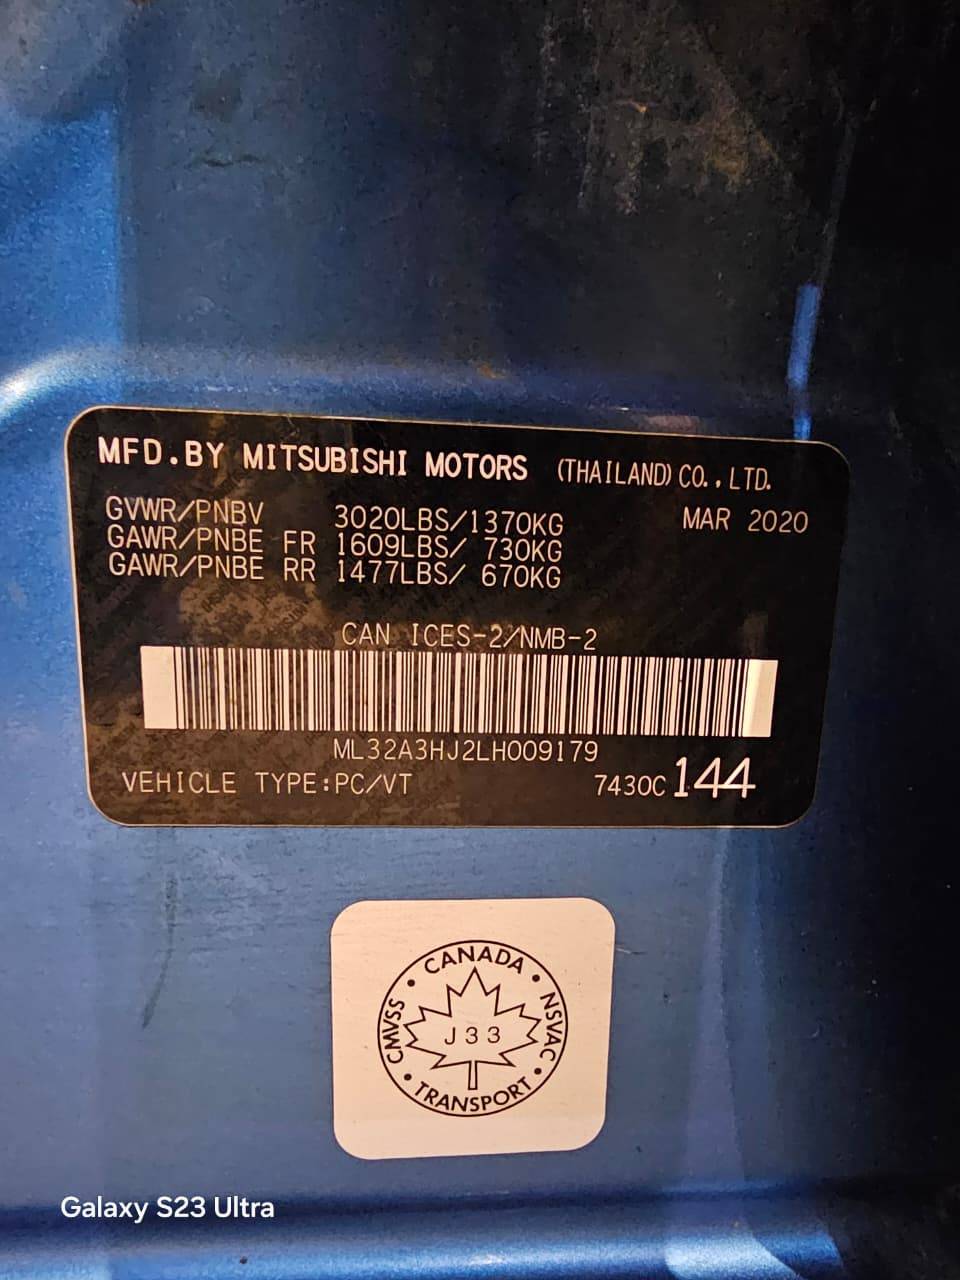 MFD.BY MITSUBISHI MOTORS (THAILAND) CO., LTD.
GVWR/PNBV 3020LBS/1370KG MAR 2020
GAWR/PNBE FR 1609LBS/ 730KG
GAWR/PNBE RR 1477LBS/ 670KG
CAN ICES-2/NMB-2
ML32A3HJ2LH009179
VEHICLE TYPE:PC/VT 7430C 144
CANADA
CMVSS
NSVAC
J33
TRANSPORT
Galaxy S23 Ultra